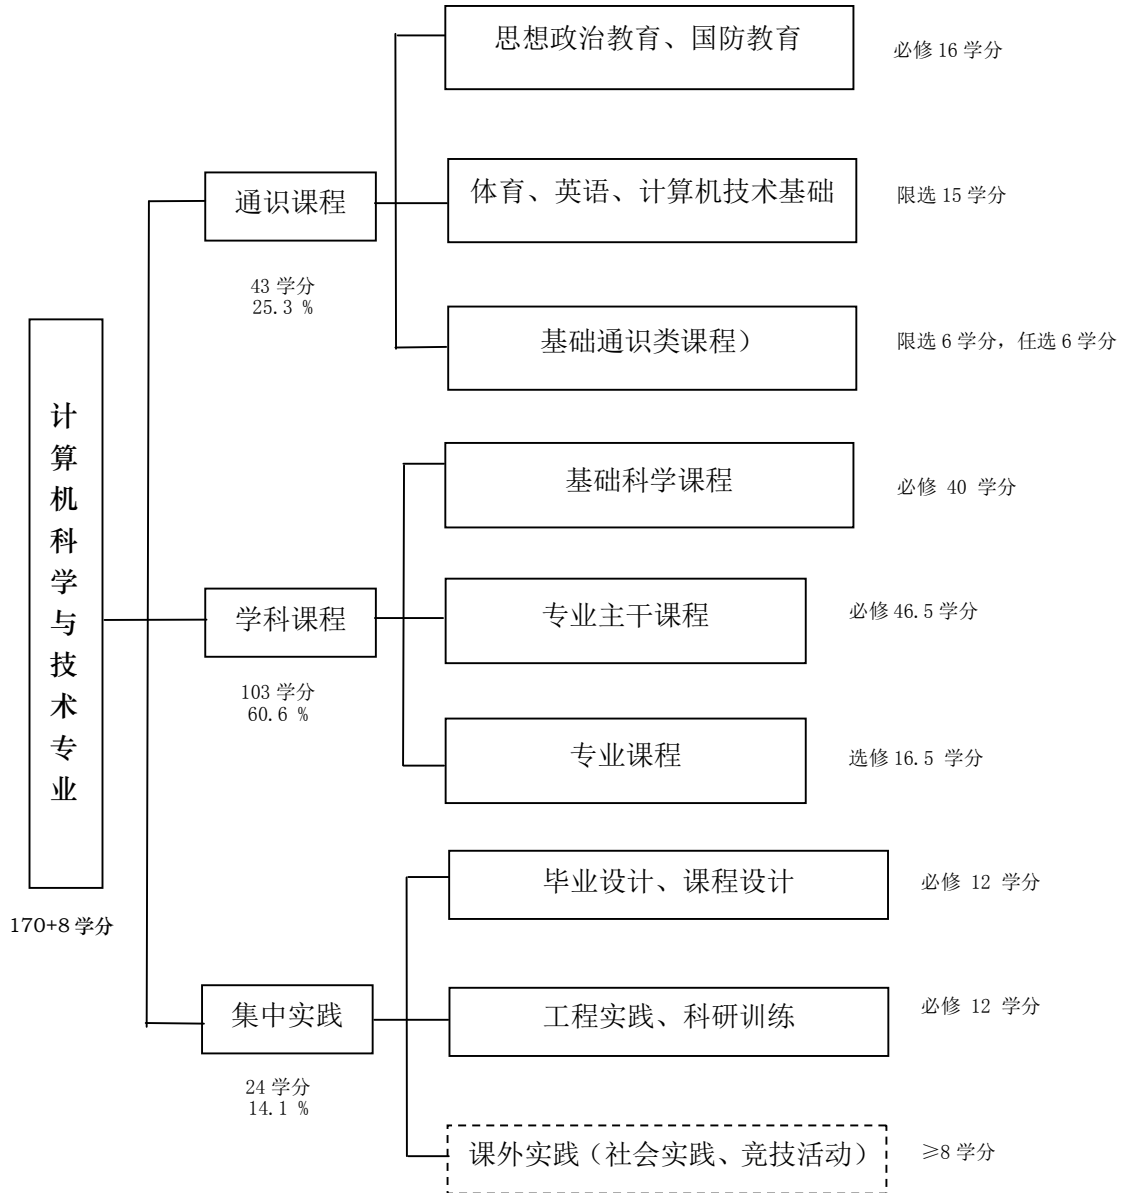 思想政治教育、国防教育
必修 16 学分
通识课程
43 学分
25.3 %
体育、英语、计算机技术基础
限选 15 学分
基础通识类课程）
限选 6 学分，任选 6 学分
计算机科学与技术专业
170+8 学分
基础科学课程
必修 40 学分
学科课程
103 学分
60.6 %
专业主干课程
必修 46.5 学分
专业课程
选修 16.5 学分
毕业设计、课程设计
必修 12 学分
集中实践
24 学分
14.1 %
工程实践、科研训练
必修 12 学分
课外实践（社会实践、竞技活动）
≥8 学分